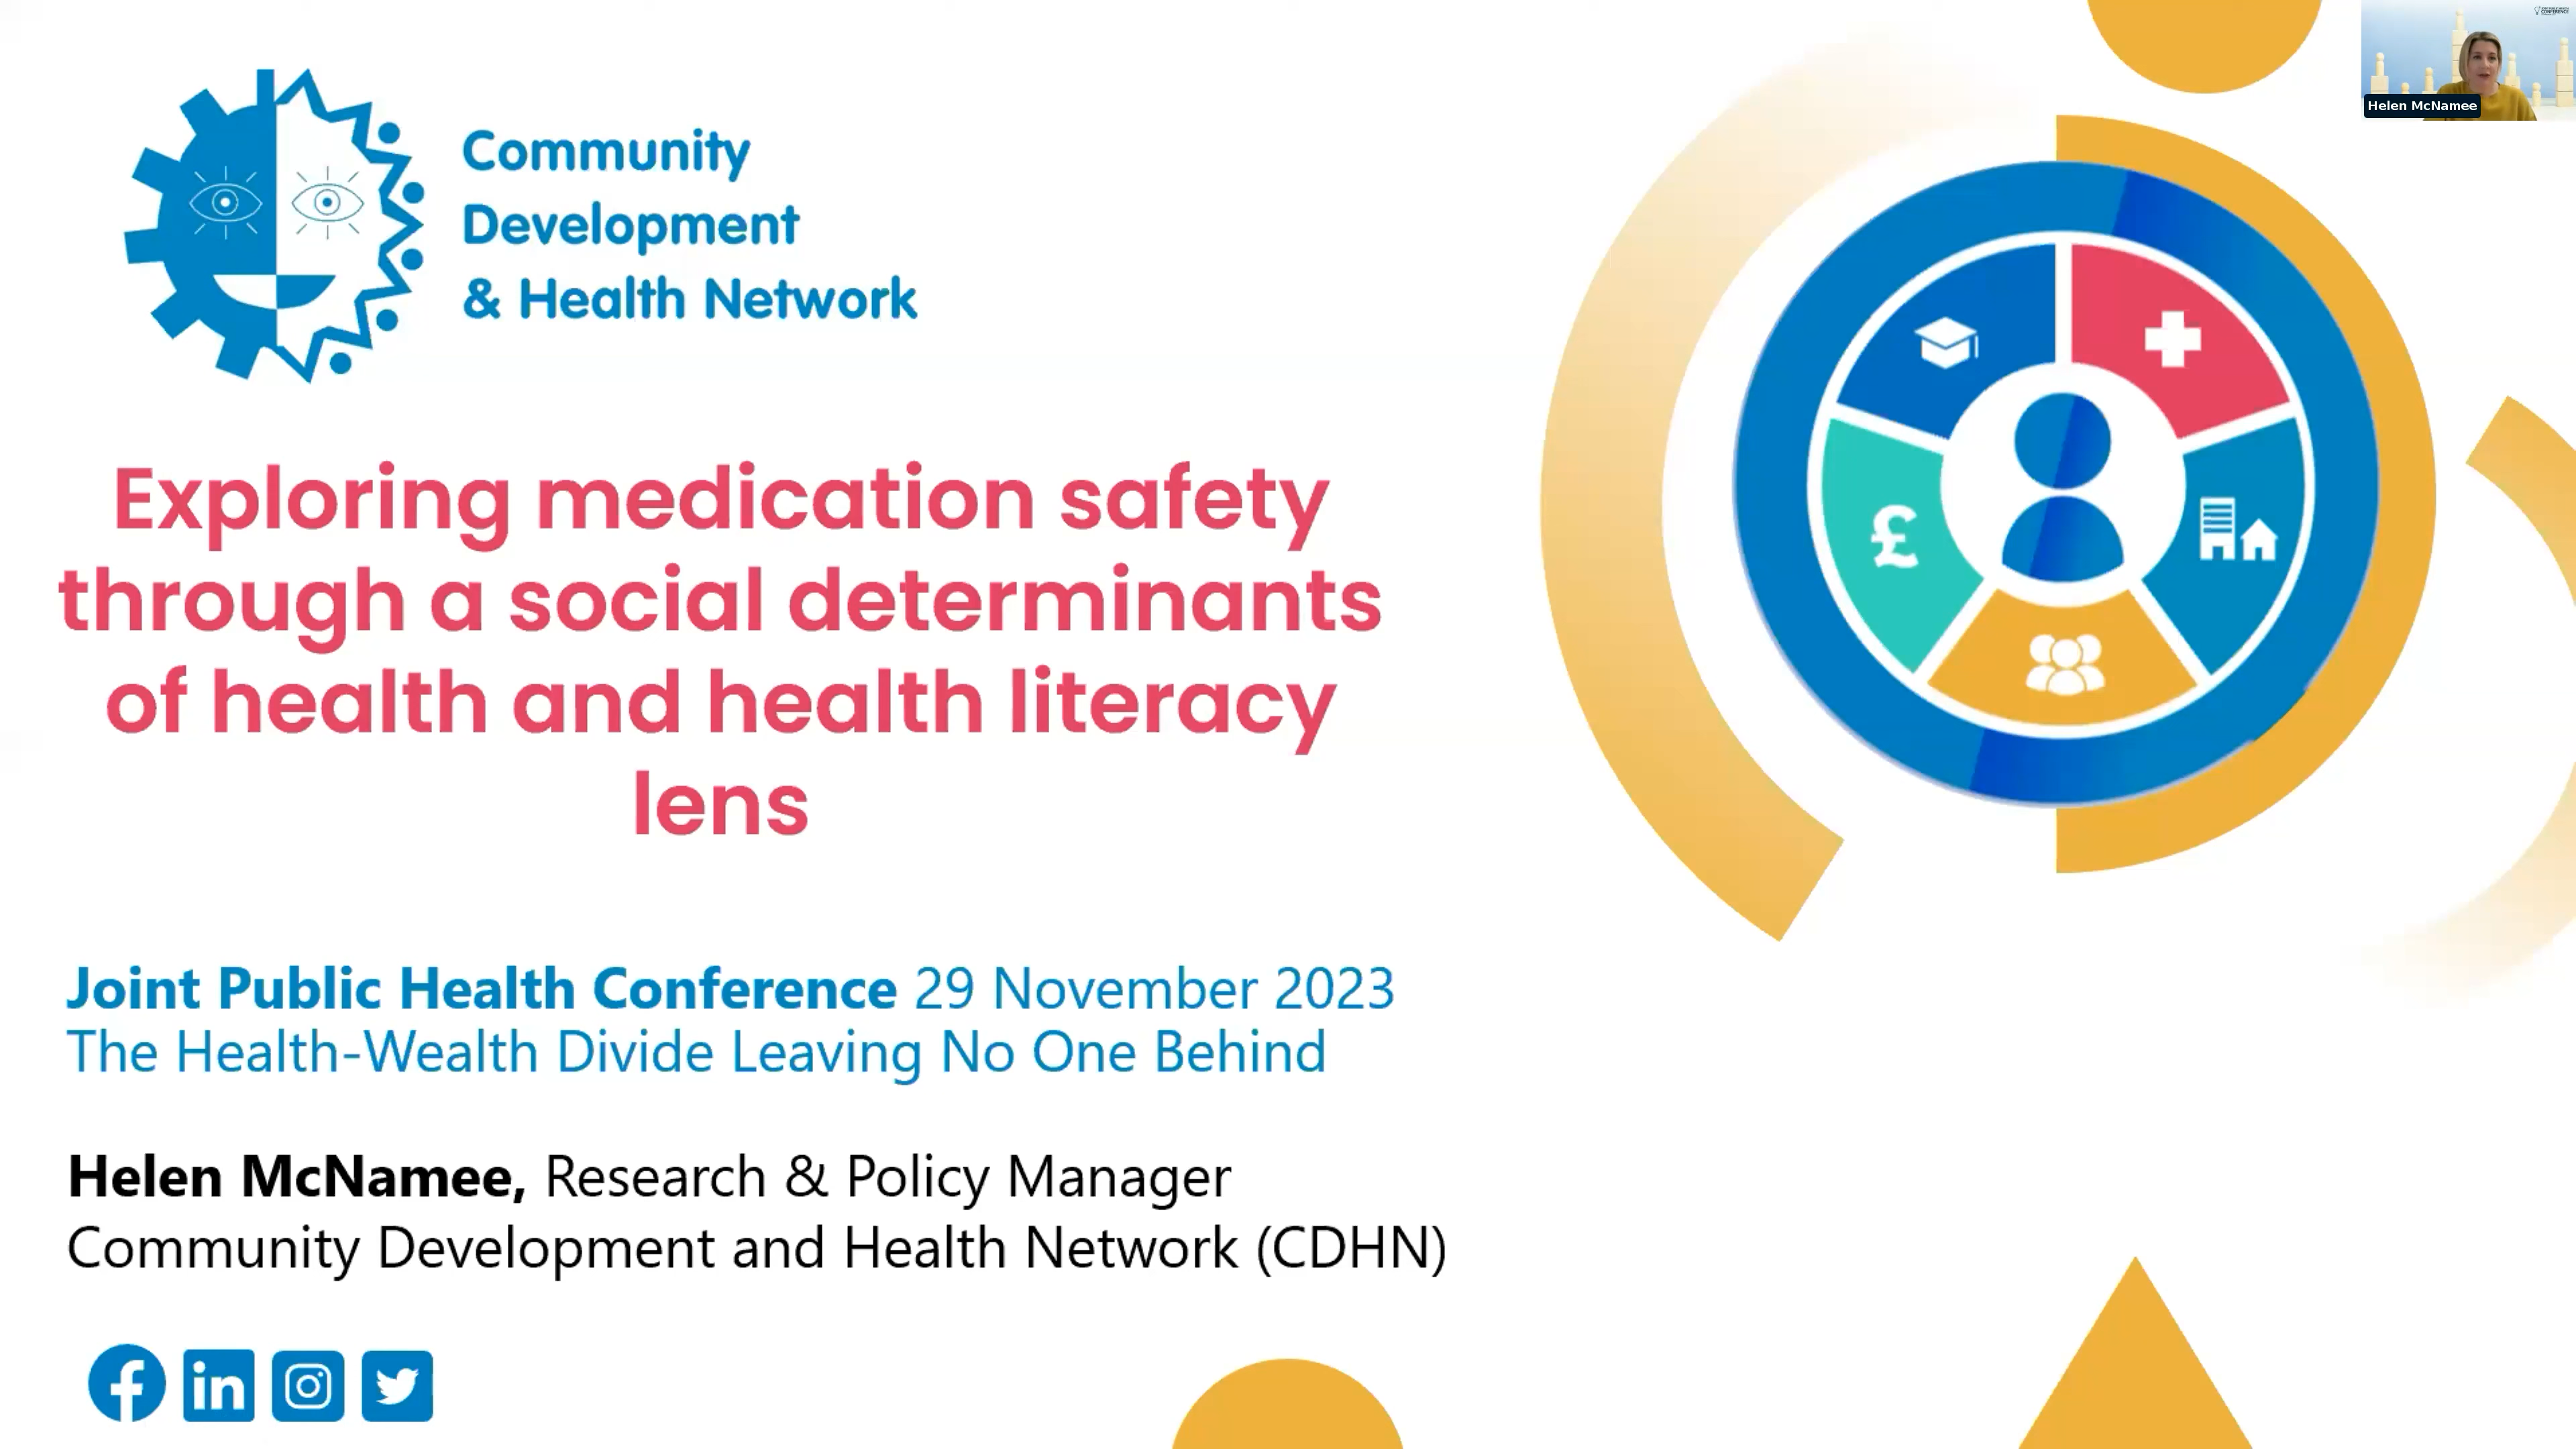 Community
Development
& Health Network
Helen McNamee
Exploring medication safety
through a social determinants
of health and health literacy
lens
£
Joint Public Health Conference 29 November 2023
The Health-Wealth Divide Leaving No One Behind
Helen McNamee, Research & Policy Manager
Community Development and Health Network (CDHN)